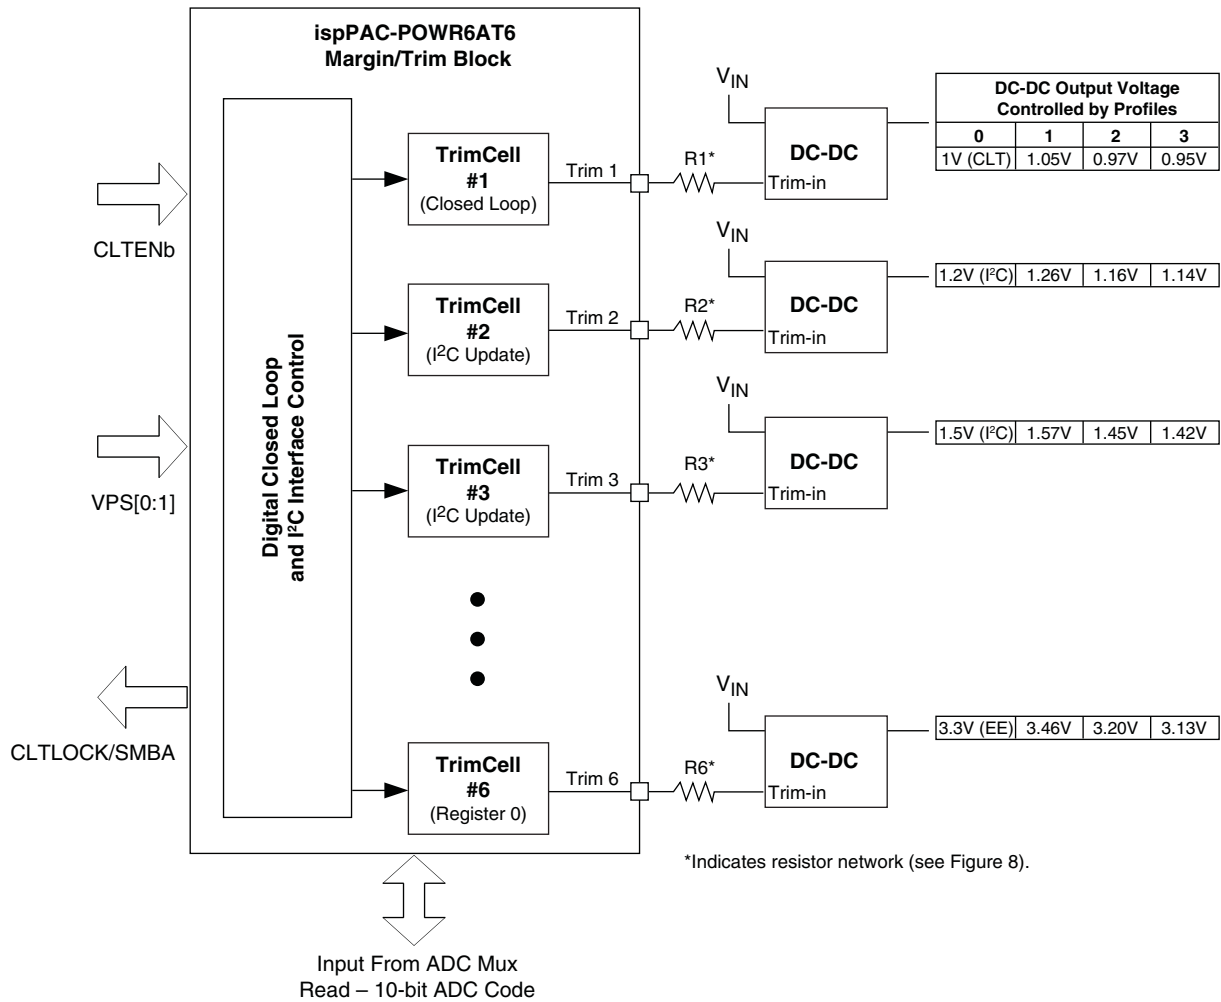 ispPAC-POWR6AT6
Margin/Trim Block
CLTENb
VPS[0:1]
CLTLOCK/SMBA
Digital Closed Loop
and I²C Interface Control
TrimCell
#1
(Closed Loop)
Trim 1
R1*
VIN
DC-DC
Trim-in
DC-DC Output Voltage
Controlled by Profiles
0 1 2 3
1V (CLT) 1.05V 0.97V 0.95V
TrimCell
#2
(I²C Update)
Trim 2
R2*
VIN
DC-DC
Trim-in
1.2V (I²C) 1.26V 1.16V 1.14V
TrimCell
#3
(I²C Update)
Trim 3
R3*
VIN
DC-DC
Trim-in
1.5V (I²C) 1.57V 1.45V 1.42V
TrimCell
#6
(Register 0)
Trim 6
R6*
VIN
DC-DC
Trim-in
3.3V (EE) 3.46V 3.20V 3.13V
*Indicates resistor network (see Figure 8).
Input From ADC Mux
Read – 10-bit ADC Code